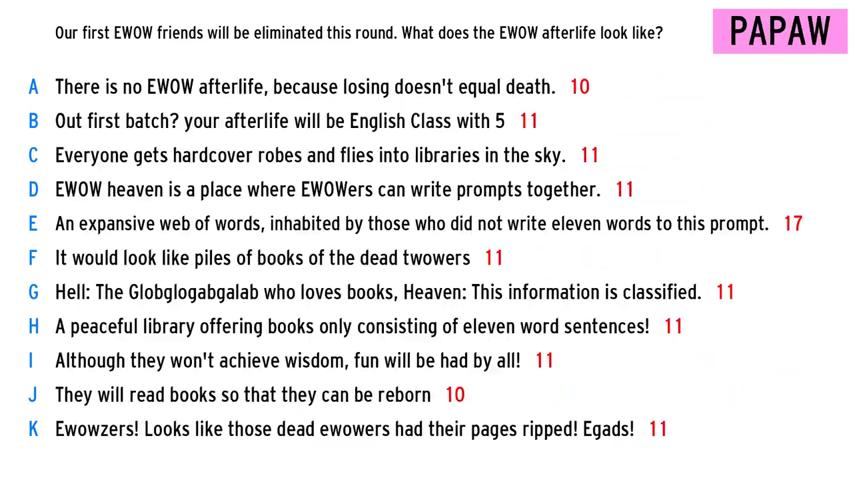 Our first EWOW friends will be eliminated this round. What does the EWOW afterlife look like?
PAPAW
A There is no EWOW afterlife, because losing doesn't equal death. 10
B Out first batch? your afterlife will be English Class with 5 11
C Everyone gets hardcover robes and flies into libraries in the sky. 11
D EWOW heaven is a place where EWOWers can write prompts together. 11
E An expansive web of words, inhabited by those who did not write eleven words to this prompt. 17
F It would look like piles of books of the dead twowers 11
G Hell: The Globglogabgalab who loves books, Heaven: This information is classified. 11
H A peaceful library offering books only consisting of eleven word sentences! 11
I Although they won't achieve wisdom, fun will be had by all! 11
J They will read books so that they can be reborn 10
K Ewowzers! Looks like those dead ewowers had their pages ripped! Egads! 11